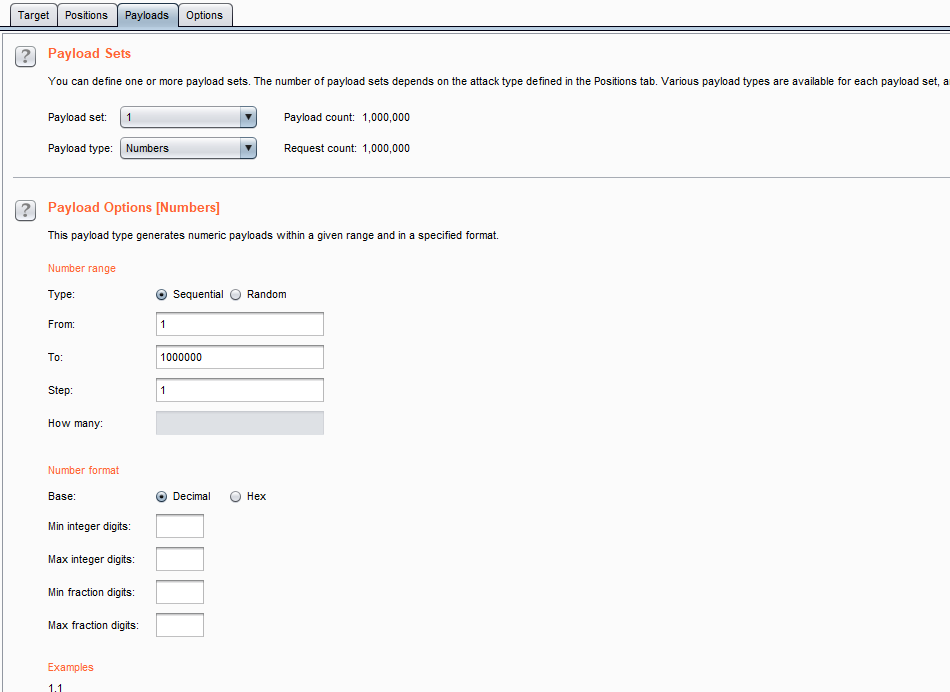 Target Positions Payloads Options
? Payload Sets
You can define one or more payload sets. The number of payload sets depends on the attack type defined in the Positions tab. Various payload types are available for each payload set,
Payload set: 1 Payload count: 1,000,000
Payload type: Numbers Request count: 1,000,000
? Payload Options [Numbers]
This payload type generates numeric payloads within a given range and in a specified format.
Number range
Type: Sequential Random
From: 1
To: 1000000
Step: 1
How many:
Number format
Base: Decimal Hex
Min integer digits:
Max integer digits:
Min fraction digits:
Max fraction digits:
Examples
1.1